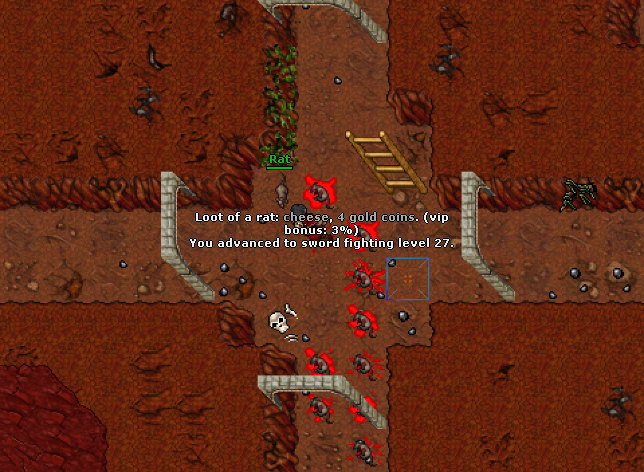 Rat
Loot of a rat: cheese, 4 gold coins. (vip
bonus: 3%)
You advanced to sword fighting level 27.